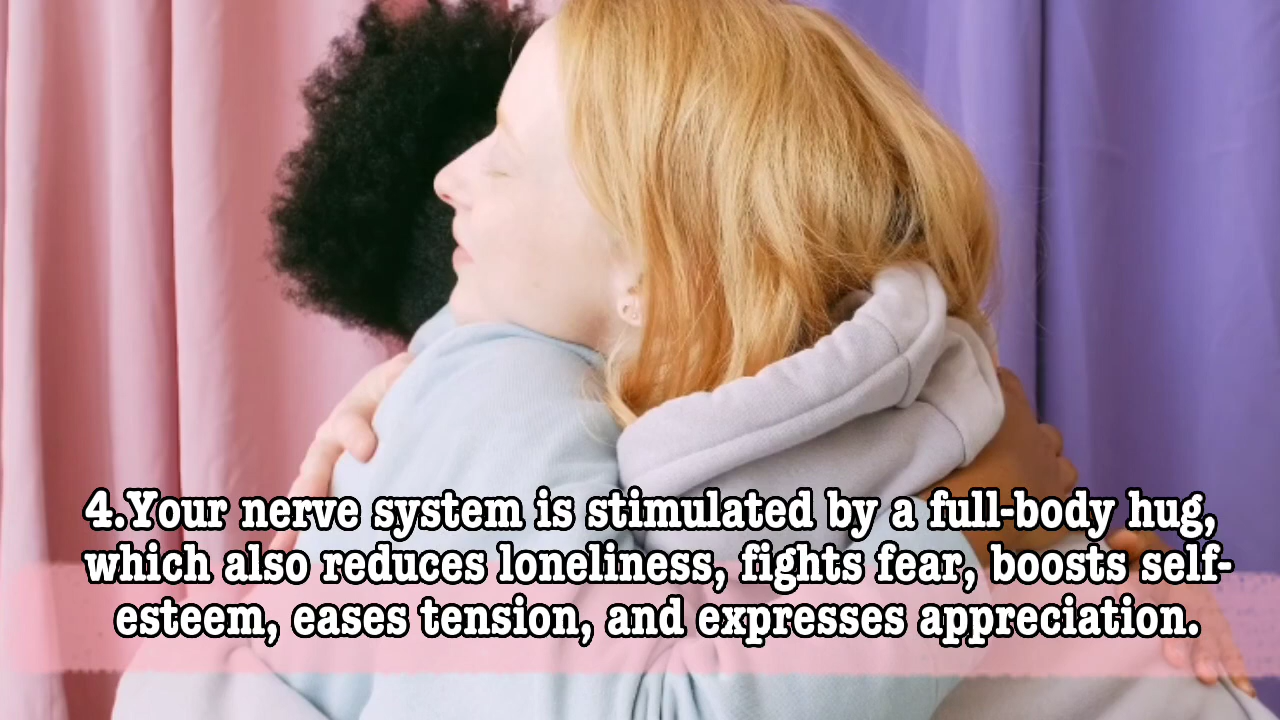 4.Your nerve system is stimulated by a full-body hug,
which also reduces loneliness, fights fear, boosts self-
esteem, eases tension, and expresses appreciation.